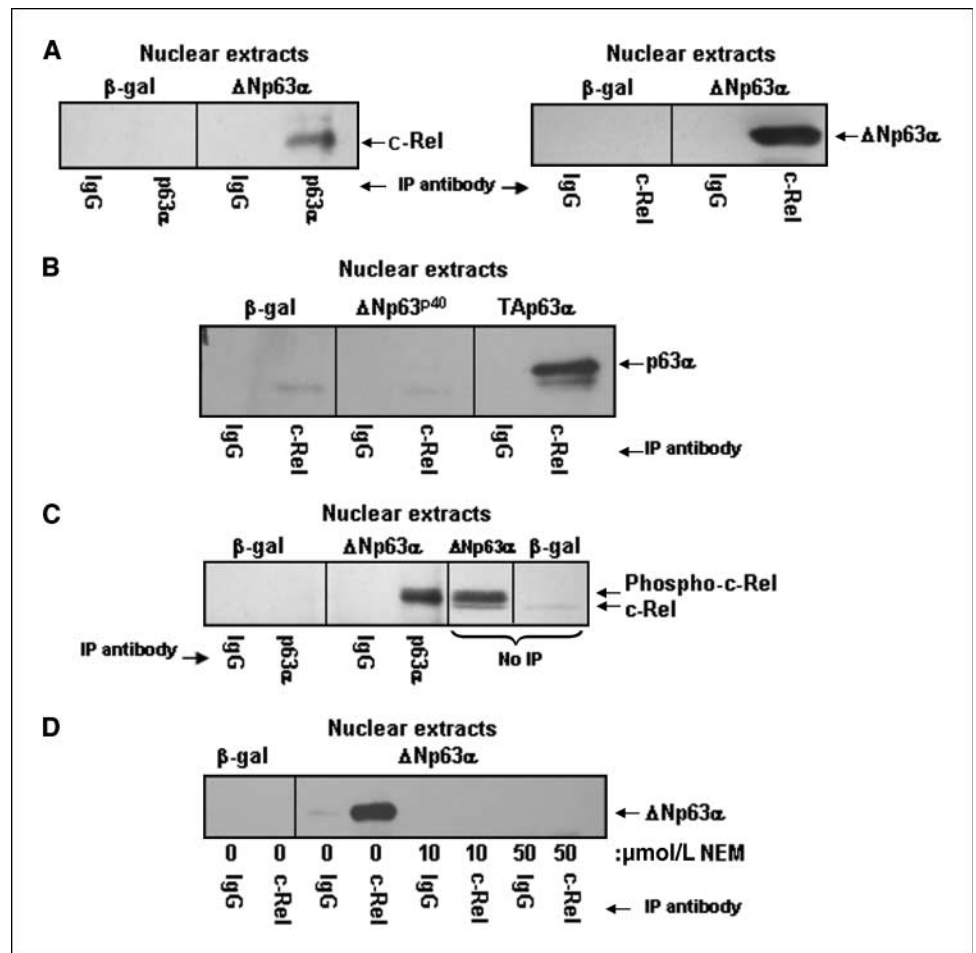 A
Nuclear extracts
β-gal ΔNp63α
c-Rel
IgG p63α IgG p63α
IP antibody
Nuclear extracts
β-gal ΔNp63α
ΔNp63α
IgG c-Rel IgG c-Rel
B
Nuclear extracts
β-gal ΔNp63p40 TAp63α
p63α
IgG c-Rel IgG c-Rel IgG c-Rel
IP antibody
C
Nuclear extracts
β-gal ΔNp63α ΔNp63α β-gal
Phospho-c-Rel
c-Rel
IP antibody IgG p63α IgG p63α No IP
D
Nuclear extracts
β-gal ΔNp63α
ΔNp63α
0 0 0 0 10 10 50 50 :μmol/L NEM
IgG c-Rel IgG c-Rel IgG c-Rel IgG c-Rel
IP antibody